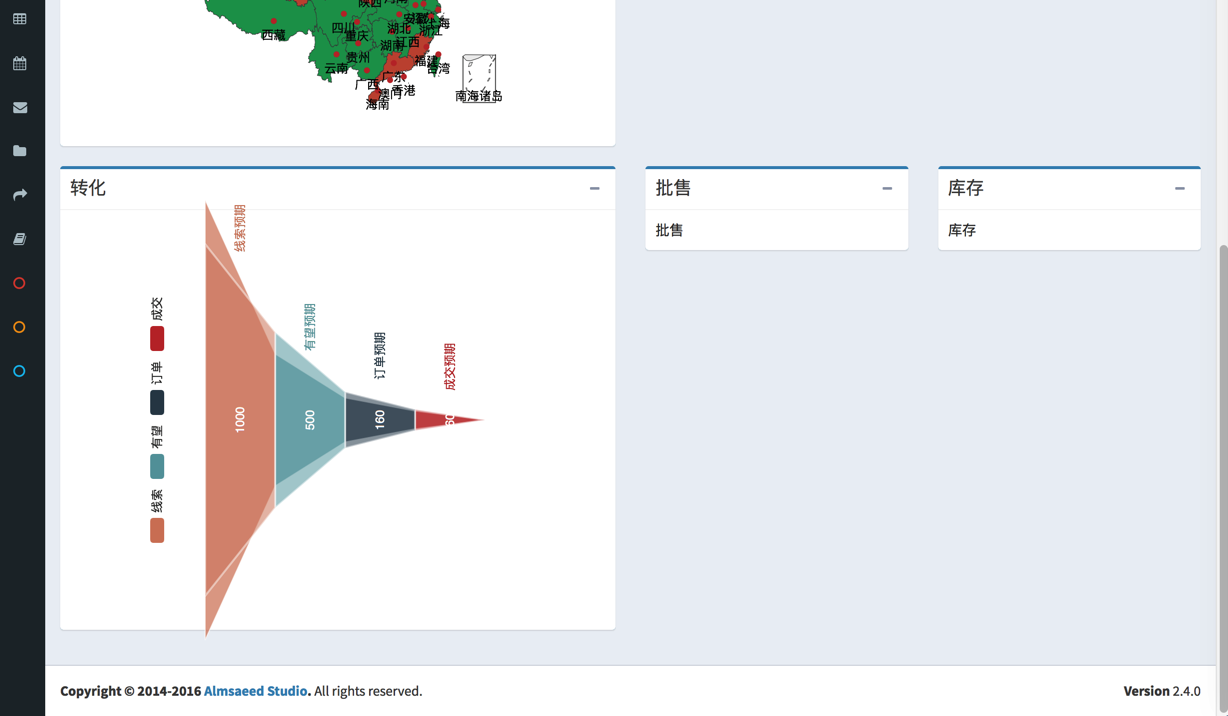 陕西
河南
安徽
上海
西藏
四川
重庆
湖北
浙江
湖南
江西
贵州
福建
云南
台湾
广西
广东
澳门
香港
海南
南海诸岛
转化
批售
库存
批售
库存
线索预期
有望预期
订单预期
成交预期
成交
订单
有望
线索
1000
500
160
60
Copyright © 2014-2016 Almsaeed Studio. All rights reserved.
Version 2.4.0